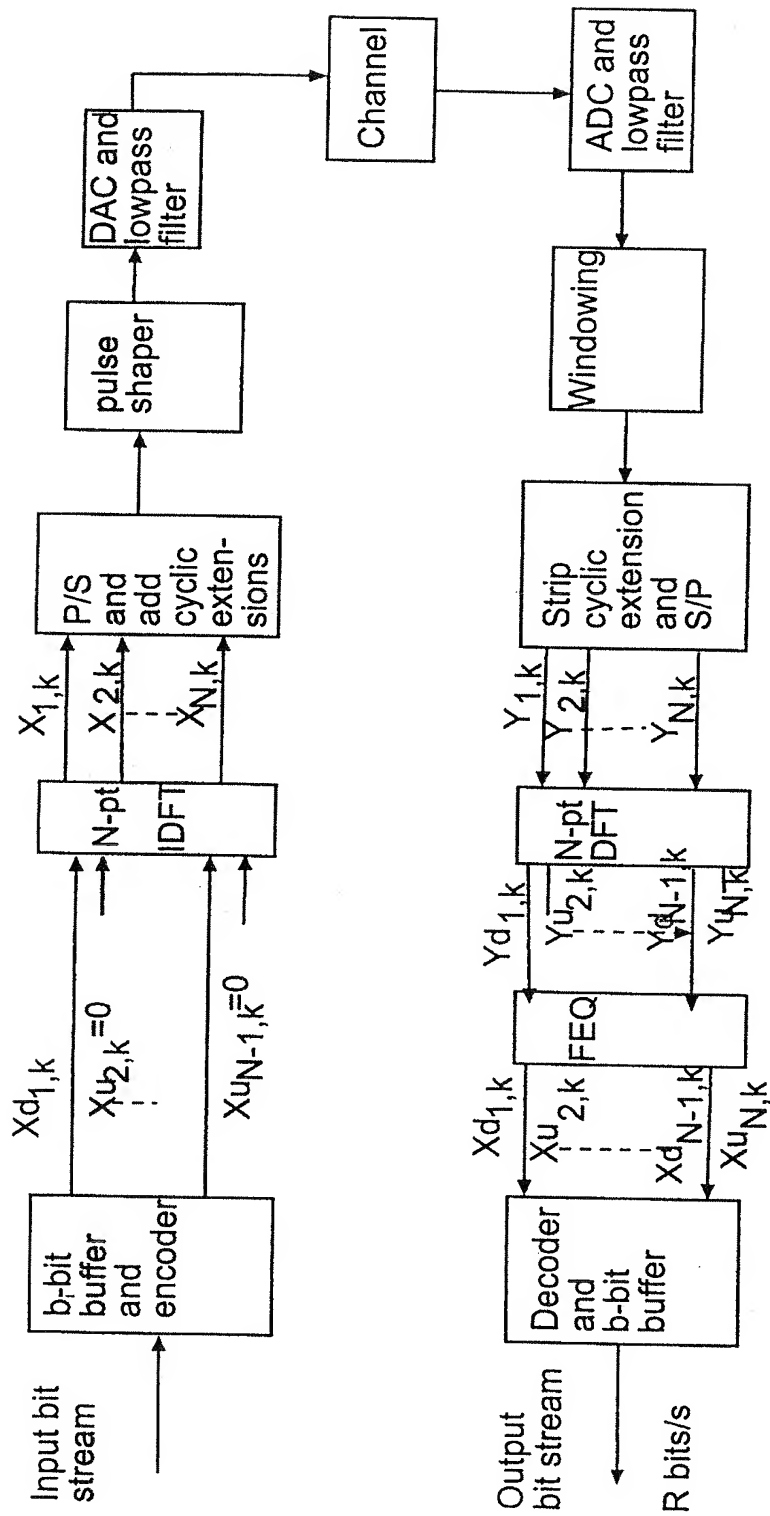 Input bit
stream
b-bit
buffer
and
encoder
Xd1,k
Xu2,k=0
XuN-1,k=0
N-pt
IDFT
X1,k
X2,k
XN,k
P/S
and
add
cyclic
exten-
sions
pulse
shaper
DAC and
lowpass
filter
Channel
ADC and
lowpass
filter
Windowing
Strip
cyclic
extension
and
S/P
Y1,k
Y2,k
YN,k
N-pt
DFT
Yd1,k
Yu2,k
YdN-1,k
YuN,k
FEQ
Xd1,k
Xu2,k
XdN-1,k
XuN,k
Decoder
and
b-bit
buffer
Output
bit stream
R bits/s